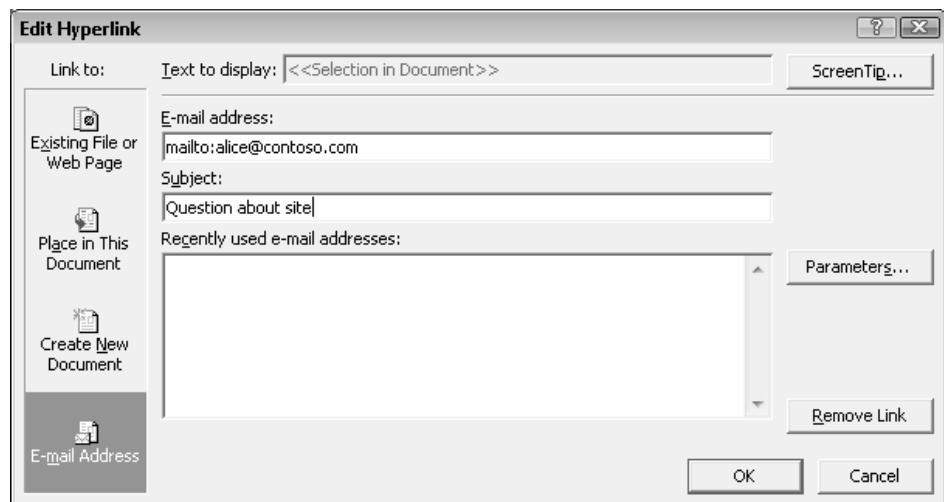 Edit Hyperlink
Link to:
Text to display: <<Selection in Document>>
ScreenTip...
Existing File or
Web Page
Place in This
Document
Create New
Document
E-mail Address
E-mail address:
mailto:alice@contoso.com
Subject:
Question about site
Recently used e-mail addresses:
Parameters...
Remove Link
OK
Cancel